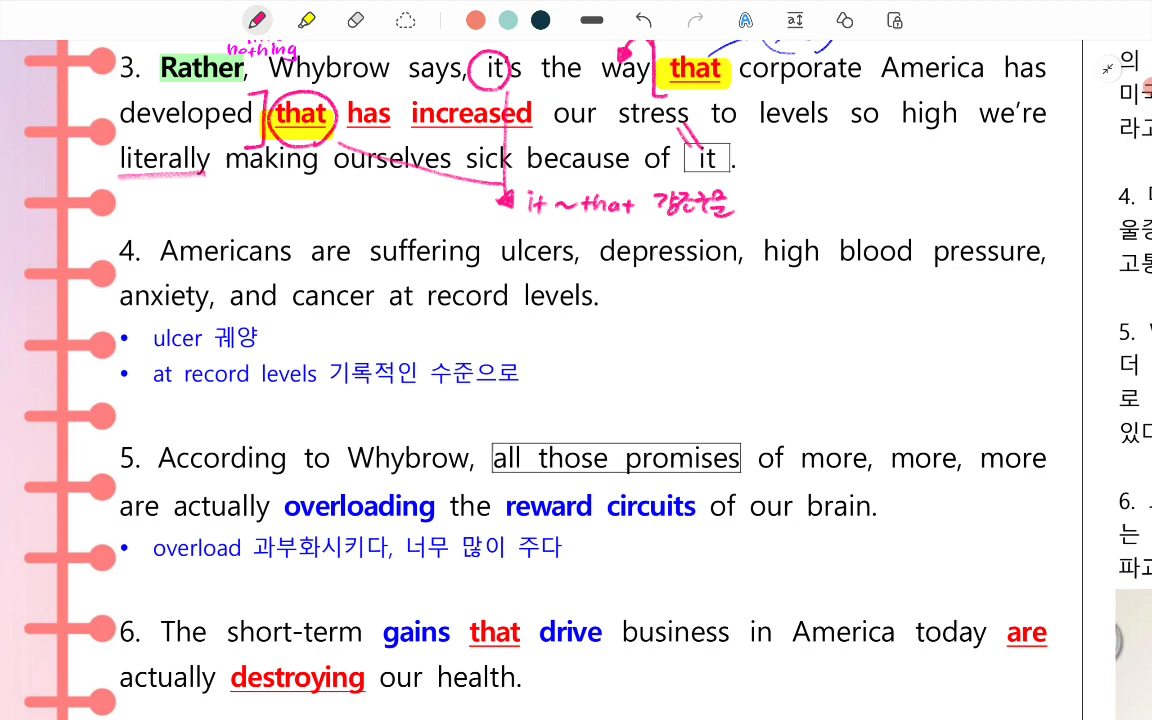 nothing
3. Rather, Whybrow says, it's the way that corporate America has
developed that has increased our stress to levels so high we're
literally making ourselves sick because of it.
it ~ that 강조구문
4. Americans are suffering ulcers, depression, high blood pressure,
anxiety, and cancer at record levels.
• ulcer 궤양
• at record levels 기록적인 수준으로
5. According to Whybrow, all those promises of more, more, more
are actually overloading the reward circuits of our brain.
• overload 과부화시키다, 너무 많이 주다
6. The short-term gains that drive business in America today are
actually destroying our health.
의
라고
4.
울증
고통
5.
더
로
있다
6.
는
파고